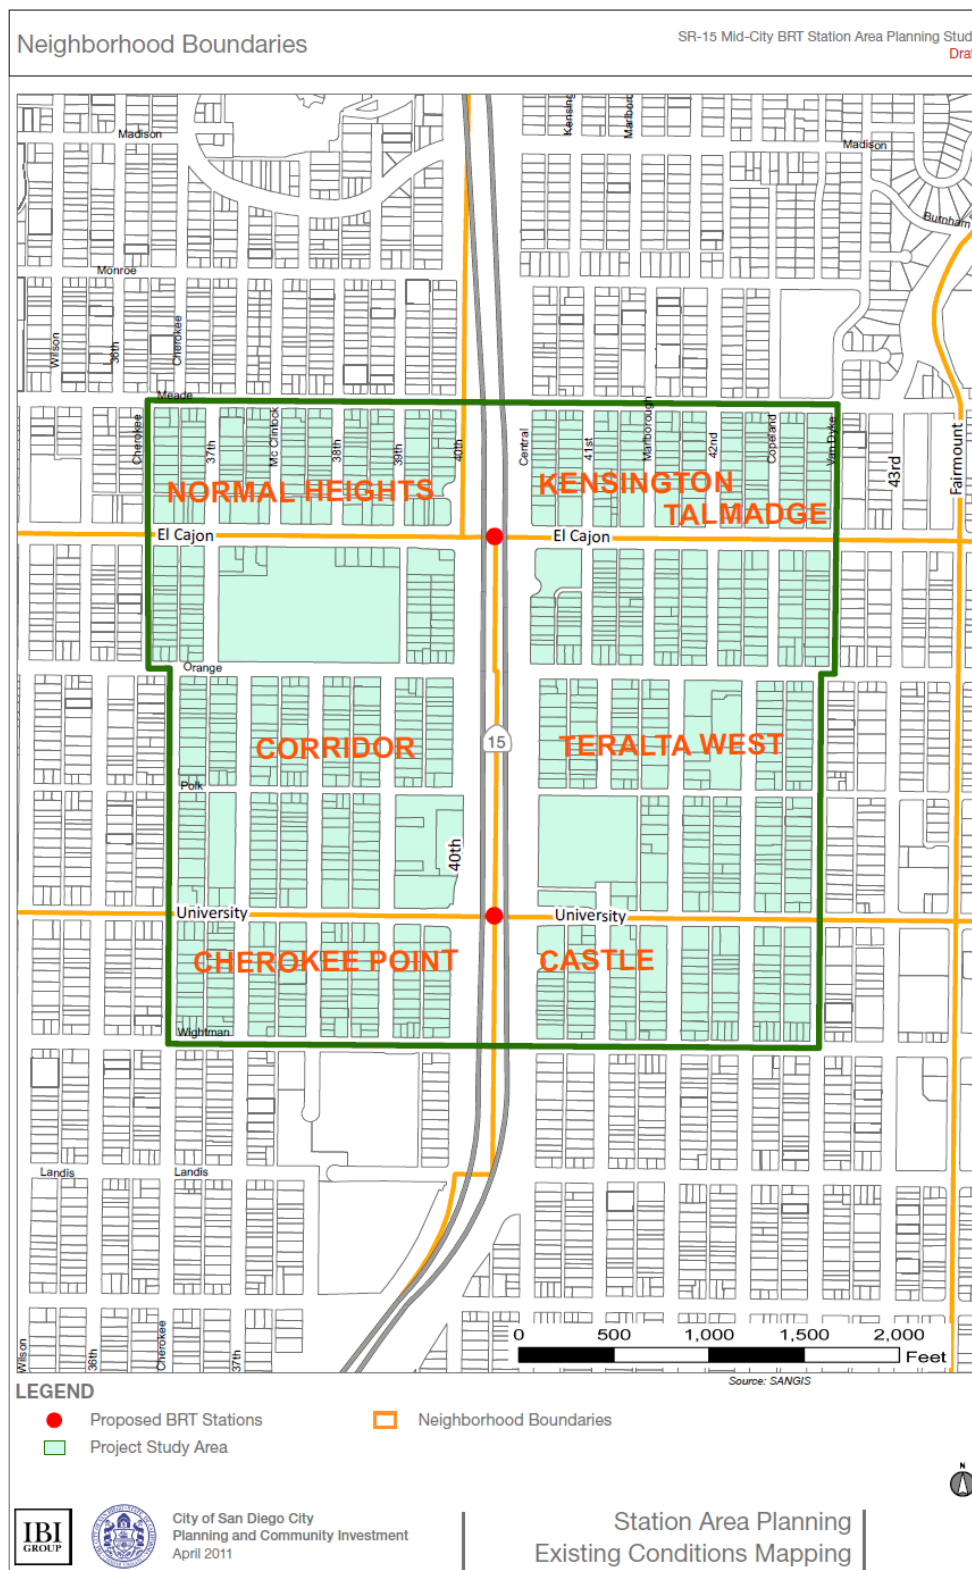 Neighborhood Boundaries
SR-15 Mid-City BRT Station Area Planning Stud
Draf
Madison
Kensing
Marlboro
Madison
Burnham
Monroe
Wilson
36th
Cherokee
Meade
Cherokee
37th
Mc Clintock
38th
39th
40th
Central
41st
Marlborough
42nd
Copeland
Van Dyke
43rd
Fairmount
NORMAL HEIGHTS
KENSINGTON
TALMADGE
El Cajon
El Cajon
Orange
CORRIDOR
15
TERALTA WEST
Polk
40th
University
University
CHEROKEE POINT
CASTLE
Wightman
Landis
Landis
Wilson
36th
Cherokee
37th
0 500 1,000 1,500 2,000
Feet
Source: SANGIS
LEGEND
Proposed BRT Stations
Neighborhood Boundaries
Project Study Area
N
IBI
GROUP
City of San Diego City
Planning and Community Investment
April 2011
Station Area Planning
Existing Conditions Mapping